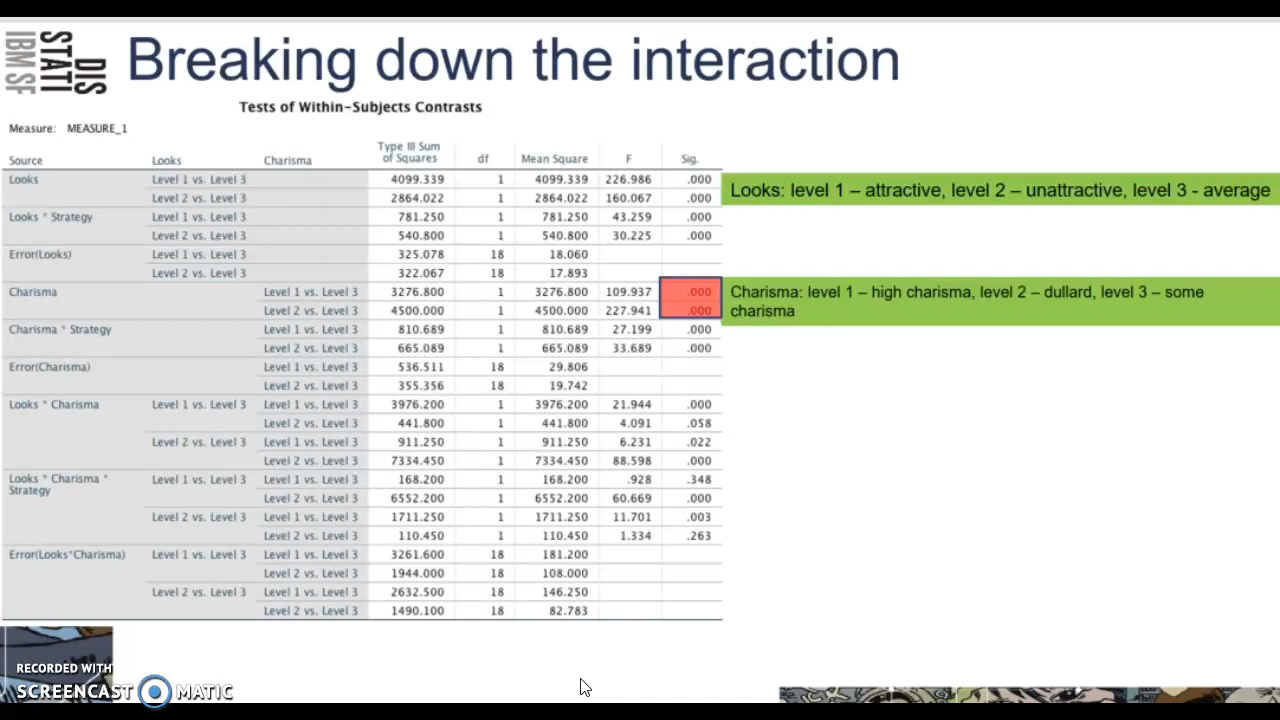 IBM SP
STATI
DIS
Breaking down the interaction
Tests of Within-Subjects Contrasts
Measure: MEASURE_1
Source Looks Charisma Type III Sum of Squares df Mean Square F Sig.
Looks Level 1 vs. Level 3 4099.339 1 4099.339 226.986 .000
Level 2 vs. Level 3 2864.022 1 2864.022 160.067 .000
Looks * Strategy Level 1 vs. Level 3 781.250 1 781.250 43.259 .000
Level 2 vs. Level 3 540.800 1 540.800 30.225 .000
Error(Looks) Level 1 vs. Level 3 325.078 18 18.060
Level 2 vs. Level 3 322.067 18 17.893
Charisma Level 1 vs. Level 3 3276.800 1 3276.800 109.937 .000
Level 2 vs. Level 3 4500.000 1 4500.000 227.941 .000
Charisma * Strategy Level 1 vs. Level 3 810.689 1 810.689 27.199 .000
Level 2 vs. Level 3 665.089 1 665.089 33.689 .000
Error(Charisma) Level 1 vs. Level 3 536.511 18 29.806
Level 2 vs. Level 3 355.356 18 19.742
Looks * Charisma Level 1 vs. Level 3 Level 1 vs. Level 3 3976.200 1 3976.200 21.944 .000
Level 2 vs. Level 3 441.800 1 441.800 4.091 .058
Level 2 vs. Level 3 Level 1 vs. Level 3 911.250 1 911.250 6.231 .022
Level 2 vs. Level 3 7334.450 1 7334.450 88.598 .000
Looks * Charisma * Strategy Level 1 vs. Level 3 Level 1 vs. Level 3 168.200 1 168.200 .928 .348
Level 2 vs. Level 3 6552.200 1 6552.200 60.669 .000
Level 2 vs. Level 3 Level 1 vs. Level 3 1711.250 1 1711.250 11.701 .003
Level 2 vs. Level 3 110.450 1 110.450 1.334 .263
Error(Looks*Charisma) Level 1 vs. Level 3 Level 1 vs. Level 3 3261.600 18 181.200
Level 2 vs. Level 3 1944.000 18 108.000
Level 2 vs. Level 3 Level 1 vs. Level 3 2632.500 18 146.250
Level 2 vs. Level 3 1490.100 18 82.783
Looks: level 1 – attractive, level 2 – unattractive, level 3 - average
Charisma: level 1 – high charisma, level 2 – dullard, level 3 – some
charisma
RECORDED WITH
SCREENCAST MATIC